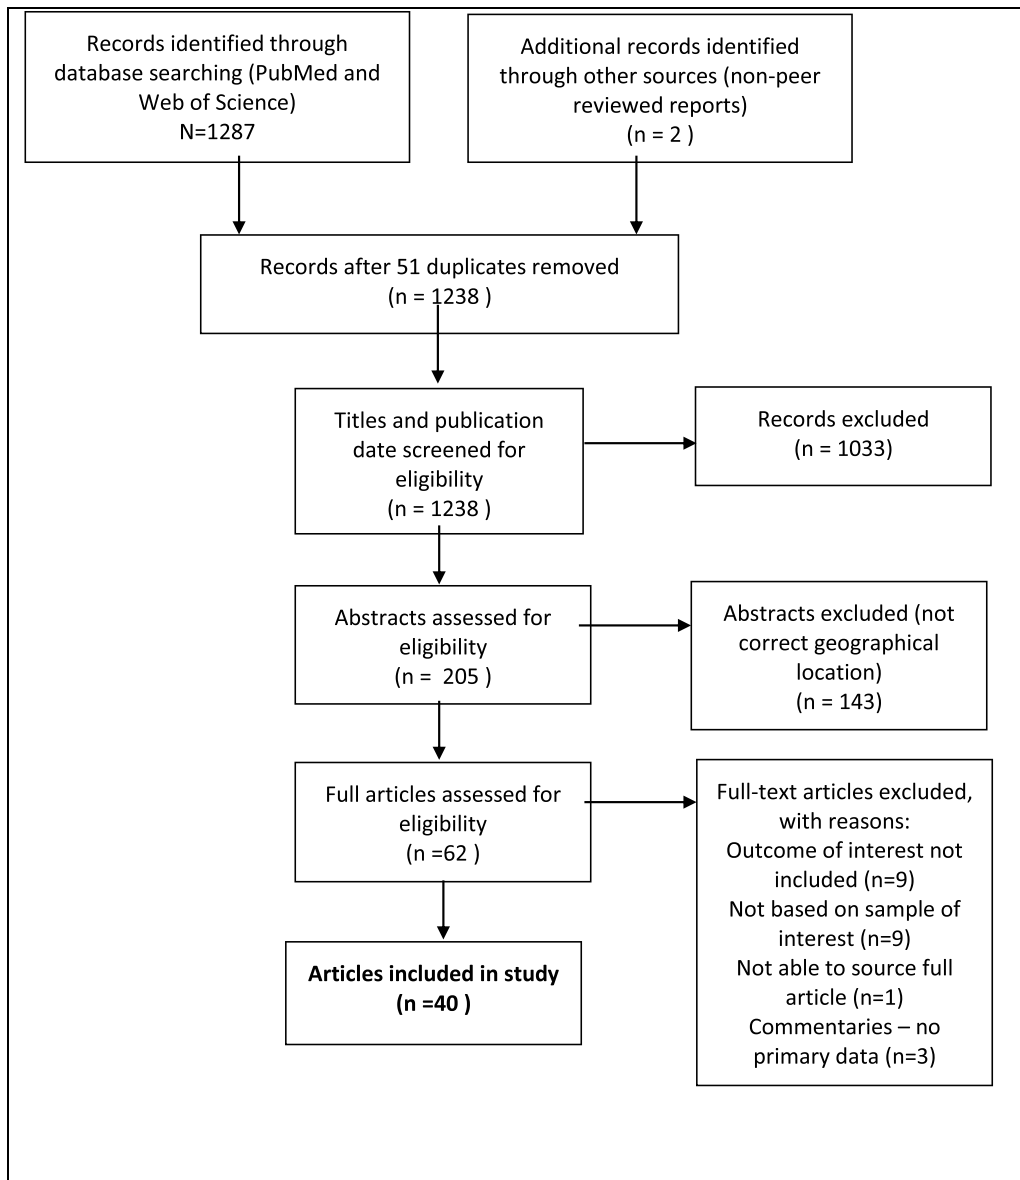 Records identified through
database searching (PubMed and
Web of Science)
N=1287
Additional records identified
through other sources (non-peer
reviewed reports)
(n = 2 )
Records after 51 duplicates removed
(n = 1238 )
Titles and publication
date screened for
eligibility
(n = 1238 )
Records excluded
(n = 1033)
Abstracts assessed for
eligibility
(n =  205 )
Abstracts excluded (not
correct geographical
location)
(n = 143)
Full articles assessed for
eligibility
(n =62 )
Full-text articles excluded,
with reasons:
Outcome of interest not
included (n=9)
Not based on sample of
interest (n=9)
Not able to source full
article (n=1)
Commentaries – no
primary data (n=3)
Articles included in study
(n =40 )